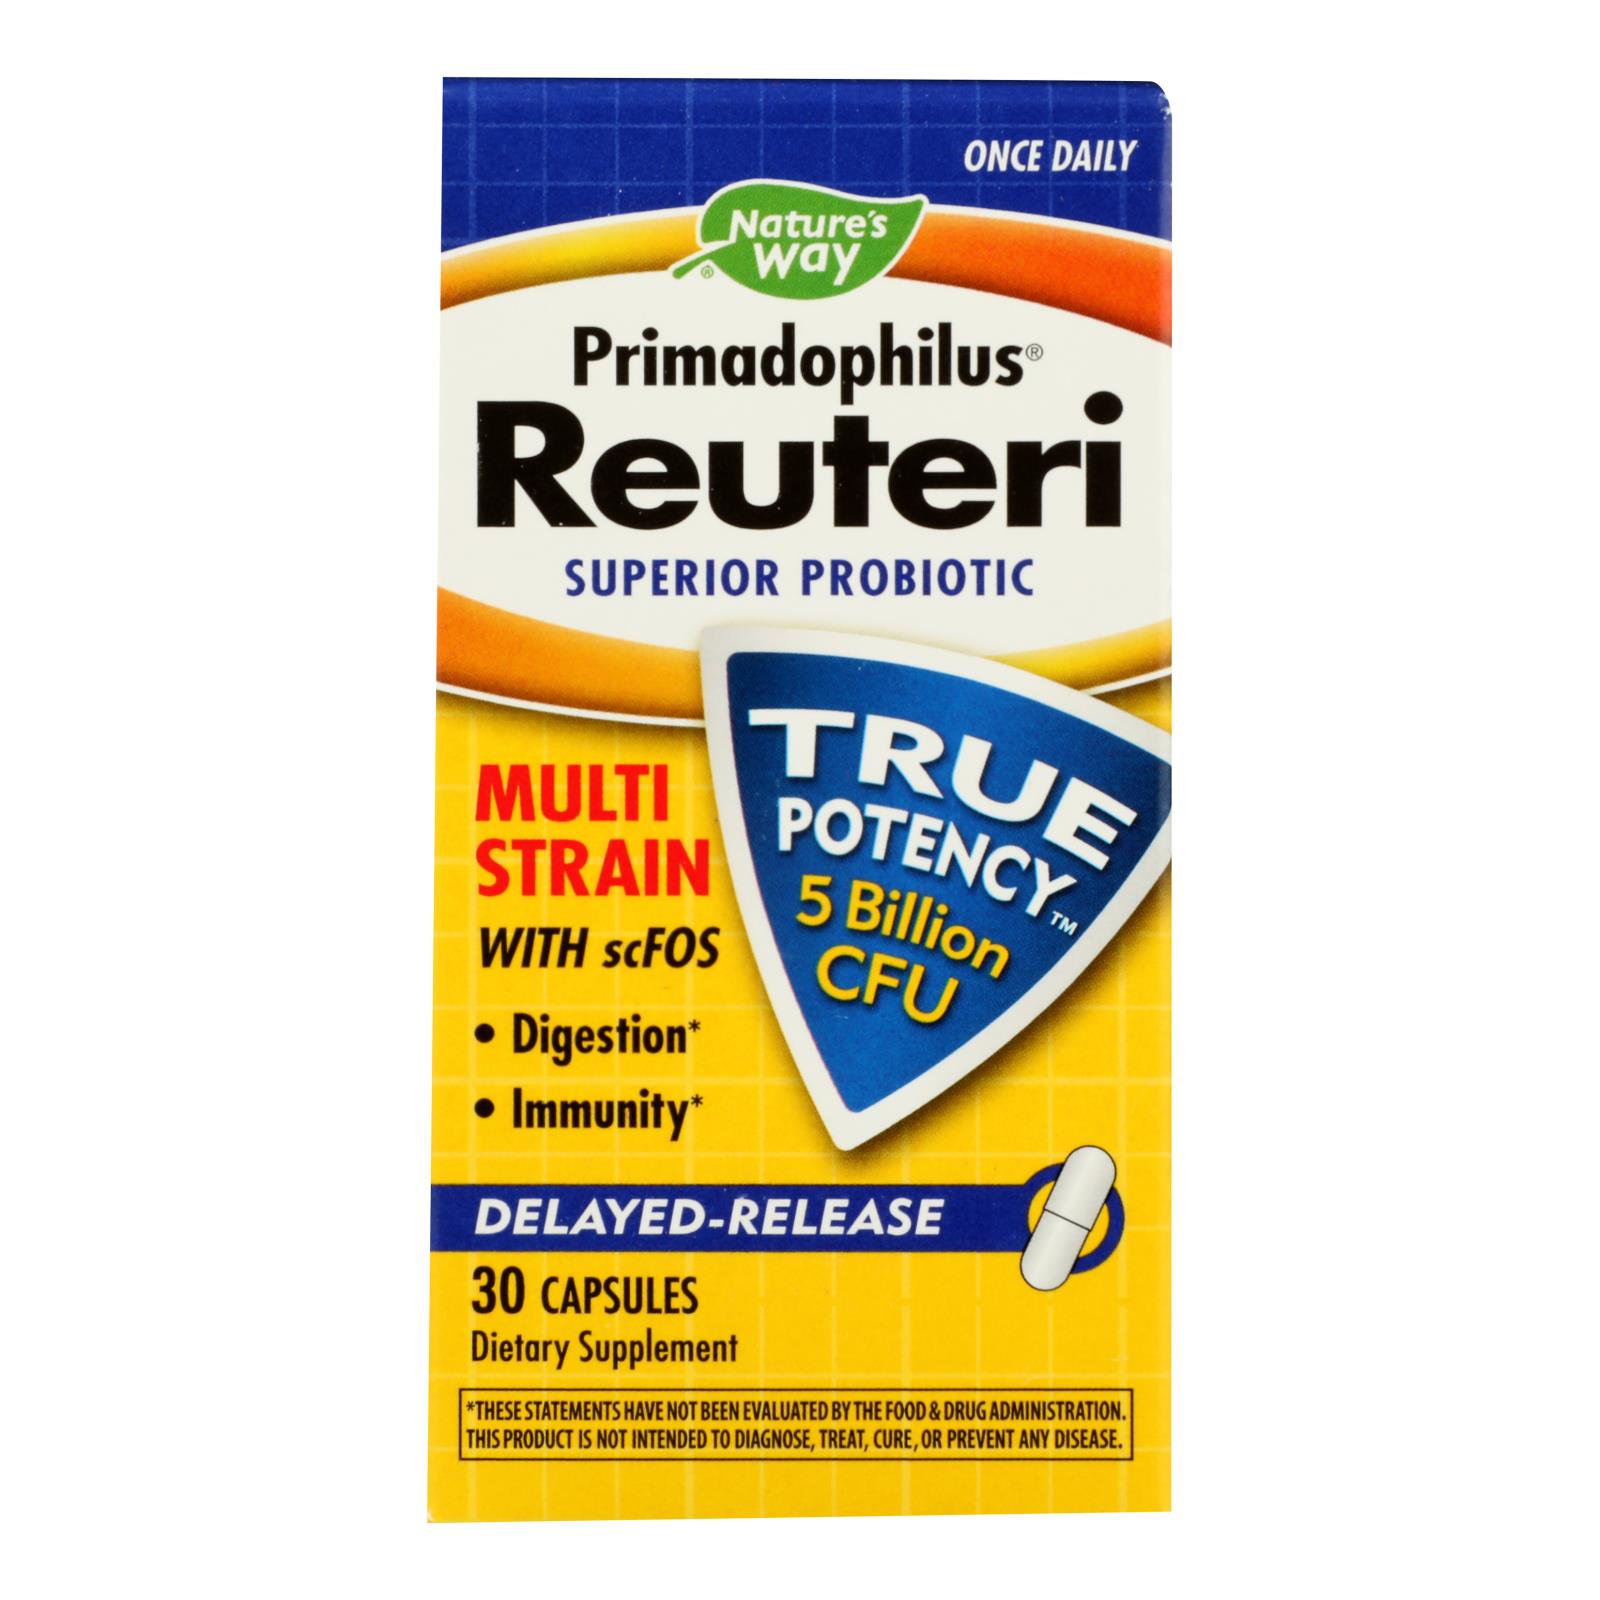 ONCE DAILY
Nature's
Way®
Primadophilus®
Reuteri
SUPERIOR PROBIOTIC
TRUE
POTENCY™
5 Billion
CFU
MULTI
STRAIN
WITH scFOS
• Digestion*
• Immunity*
DELAYED-RELEASE
30 CAPSULES
Dietary Supplement
*THESE STATEMENTS HAVE NOT BEEN EVALUATED BY THE FOOD & DRUG ADMINISTRATION.
THIS PRODUCT IS NOT INTENDED TO DIAGNOSE, TREAT, CURE, OR PREVENT ANY DISEASE.